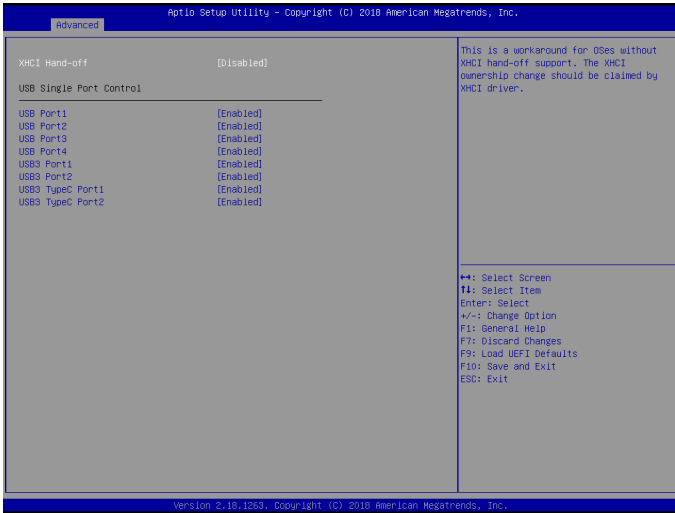 Aptio Setup Utility – Copyright (C) 2018 American Megatrends, Inc.
Advanced
XHCI Hand-off [Disabled]
USB Single Port Control
USB Port1 [Enabled]
USB Port2 [Enabled]
USB Port3 [Enabled]
USB Port4 [Enabled]
USB3 Port1 [Enabled]
USB3 Port2 [Enabled]
USB3 TypeC Port1 [Enabled]
USB3 TypeC Port2 [Enabled]
This is a workaround for OSes without
XHCI hand-off support. The XHCI
ownership change should be claimed by
XHCI driver.
↔: Select Screen
↑↓: Select Item
Enter: Select
+/-: Change Option
F1: General Help
F7: Discard Changes
F9: Load UEFI Defaults
F10: Save and Exit
ESC: Exit
Version 2.18.1263. Copyright (C) 2018 American Megatrends, Inc.